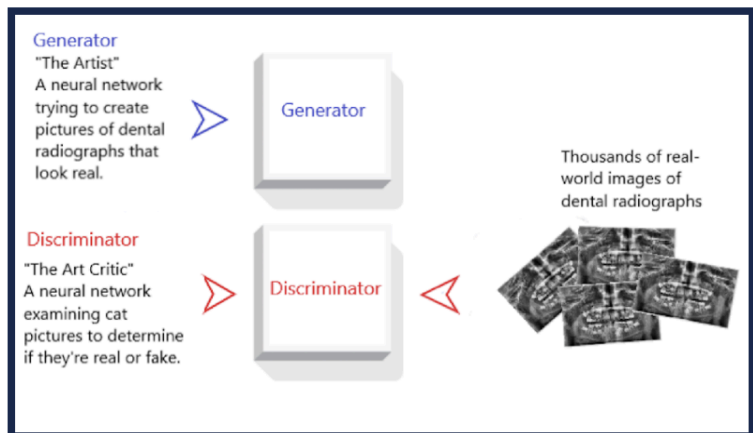 Generator
"The Artist"
A neural network
trying to create
pictures of dental
radiographs that
look real.
Generator
Thousands of real-
world images of
dental radiographs
Discriminator
"The Art Critic"
A neural network
examining cat
pictures to determine
if they're real or fake.
Discriminator